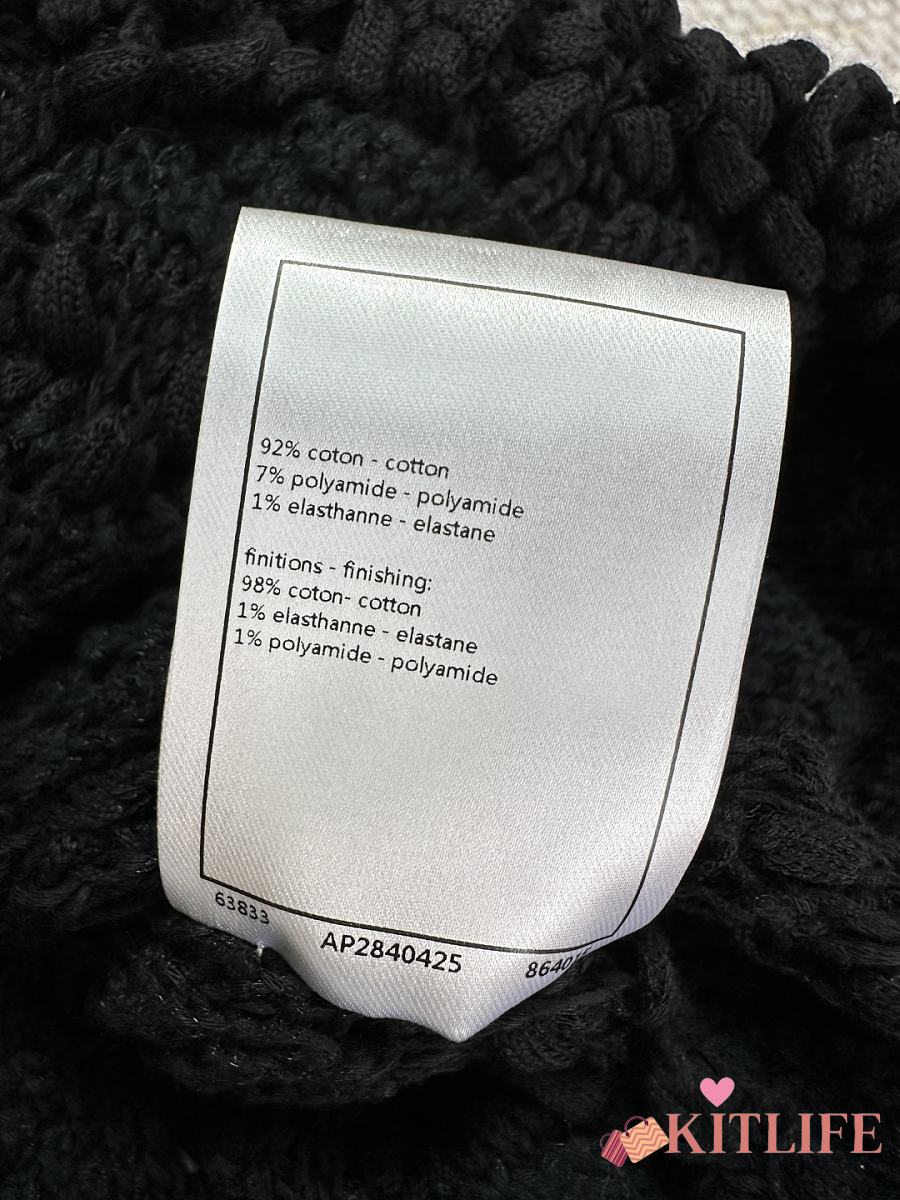 92% coton - cotton
7% polyamide - polyamide
1% elasthanne - elastane
finitions - finishing:
98% coton- cotton
1% elasthanne - elastane
1% polyamide - polyamide
63833
AP2840425
KITLIFE